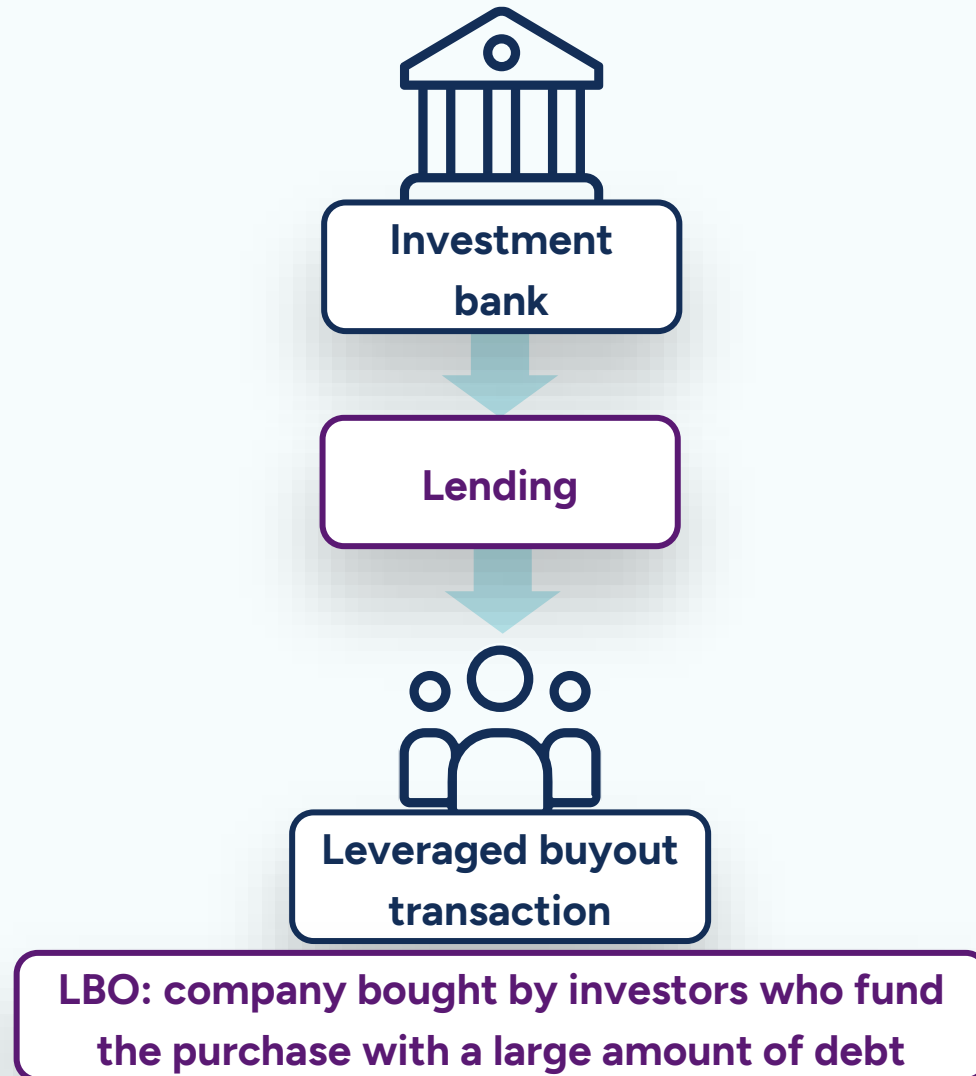 Investment
bank
Lending
Leveraged buyout
transaction
LBO: company bought by investors who fund
the purchase with a large amount of debt